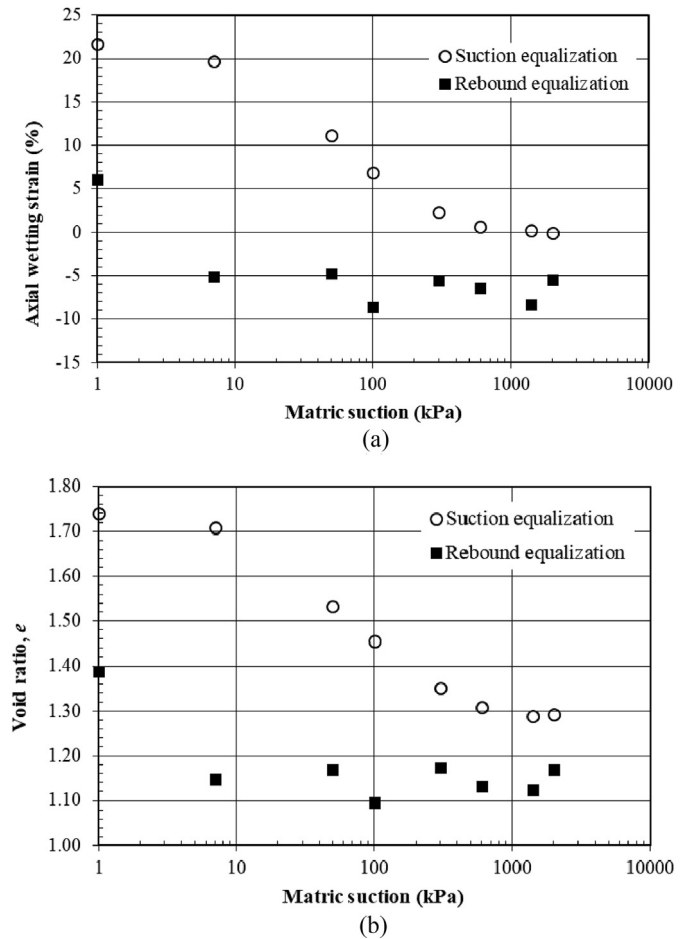 25
20
15
10
5
0
-5
-10
-15
Axial wetting strain (%)
Suction equalization
Rebound equalization
1 10 100 1000 10000
Matric suction (kPa)
(a)
1.80
1.70
1.60
1.50
1.40
1.30
1.20
1.10
1.00
Void ratio, e
Suction equalization
Rebound equalization
1 10 100 1000 10000
Matric suction (kPa)
(b)